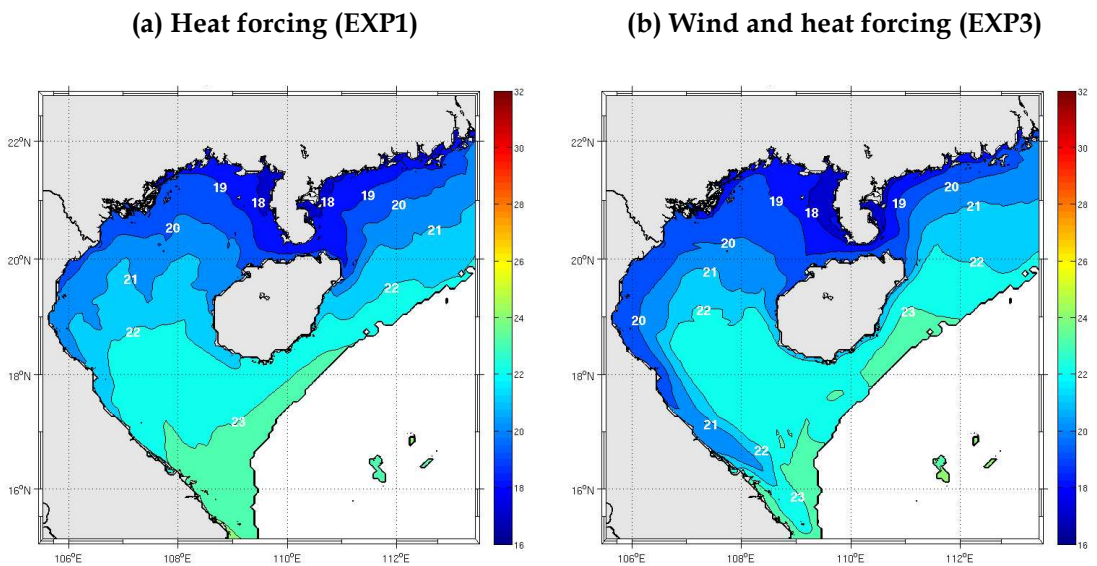 (a) Heat forcing (EXP1)
(b) Wind and heat forcing (EXP3)
22°N
20°N
18°N
16°N
106°E
108°E
110°E
112°E
19
18
18
19
20
20
21
21
22
22
23
32
30
28
26
24
22
20
18
16
22°N
20°N
18°N
16°N
106°E
108°E
110°E
112°E
19
18
19
20
20
21
21
22
22
20
23
21
22
23
32
30
28
26
24
22
20
18
16